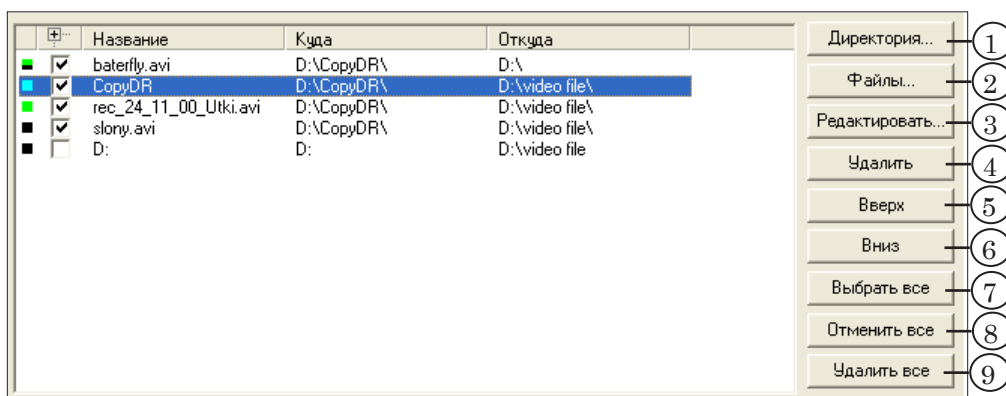 Название Куда Откуда
baterfly.avi D:\CopyDR\ D:\
CopyDR D:\CopyDR\ D:\video file\
rec_24_11_00_Utki.avi D:\CopyDR\ D:\video file\
slony.avi D:\CopyDR\ D:\video file\
D: D: D:\video file
Директория... 1
Файлы... 2
Редактировать... 3
Удалить 4
Вверх 5
Вниз 6
Выбрать все 7
Отменить все 8
Удалить все 9